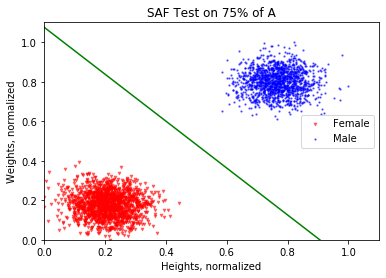 SAF Test on 75% of A
Weights, normalized
1.0
0.8
0.6
0.4
0.2
0.0
Female
Male
0.0 0.2 0.4 0.6 0.8 1.0
Heights, normalized